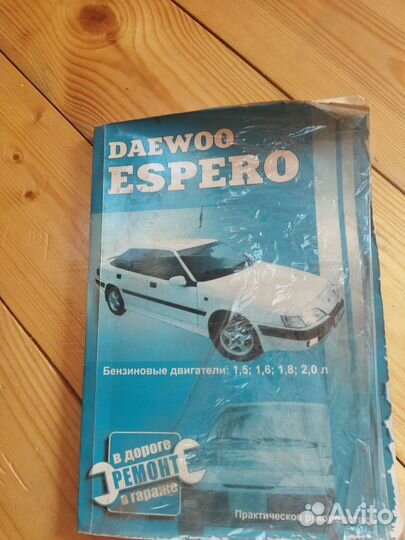 DAEWOO
ESPERO
Бензиновые двигатели: 1,5; 1,6; 1,8; 2,0 л
в дороге
РЕМОНТ
в гараже
Практическое
Avito